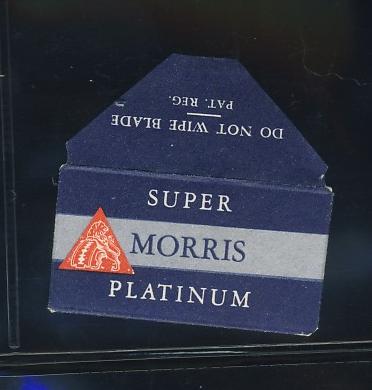 PAT. REG.
DO NOT WIPE BLADE
SUPER
MORRIS
PLATINUM